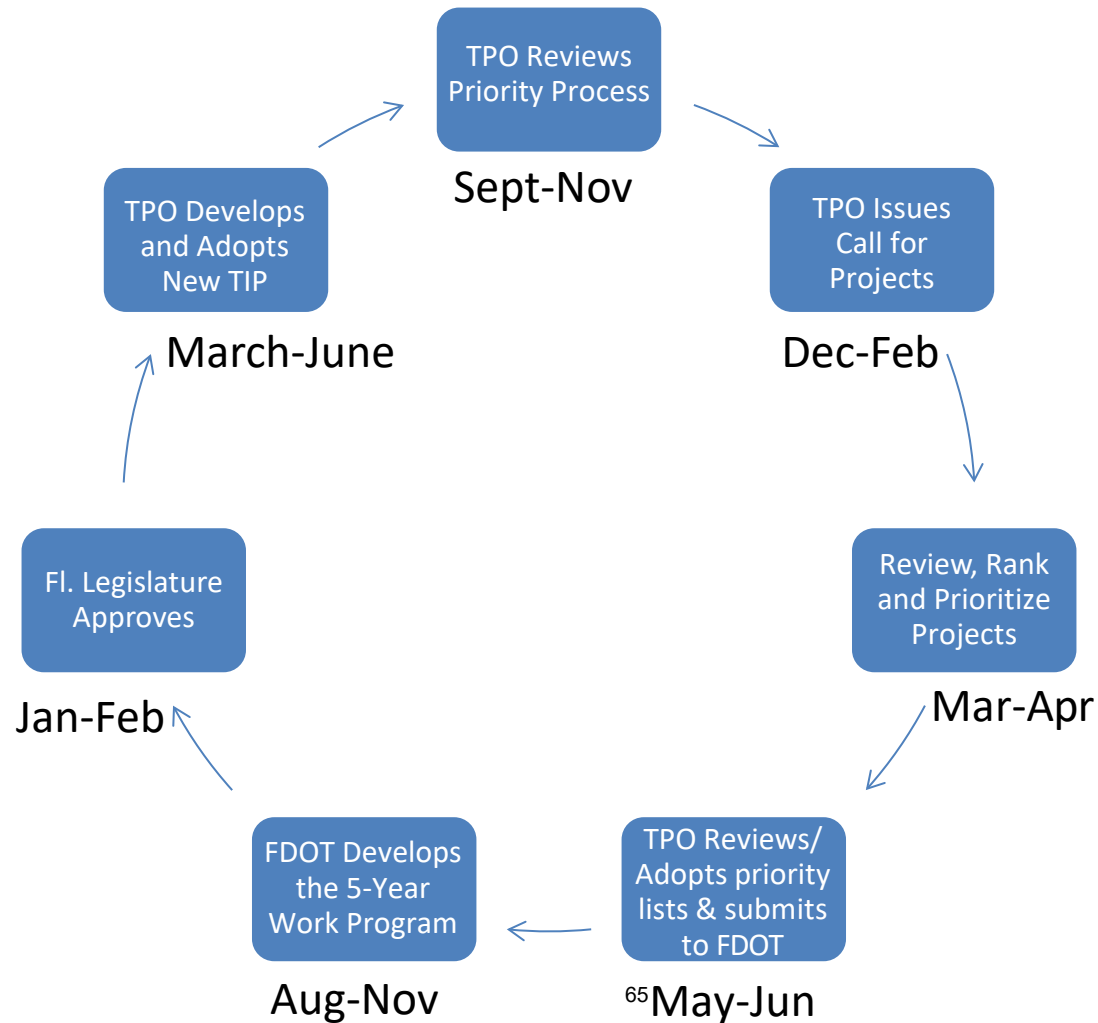 TPO Reviews
Priority Process
Sept-Nov
TPO Issues
Call for
Projects
Dec-Feb
Review, Rank
and Prioritize
Projects
Mar-Apr
TPO Reviews/
Adopts priority
lists & submits
to FDOT
65May-Jun
FDOT Develops
the 5-Year
Work Program
Aug-Nov
Fl. Legislature
Approves
Jan-Feb
TPO Develops
and Adopts
New TIP
March-June